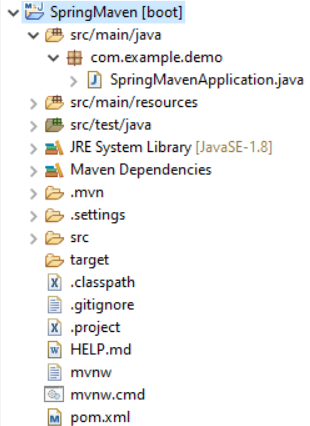 SpringMaven [boot]
src/main/java
com.example.demo
SpringMavenApplication.java
src/main/resources
src/test/java
JRE System Library [JavaSE-1.8]
Maven Dependencies
.mvn
.settings
src
target
.classpath
.gitignore
.project
HELP.md
mvnw
mvnw.cmd
pom.xml